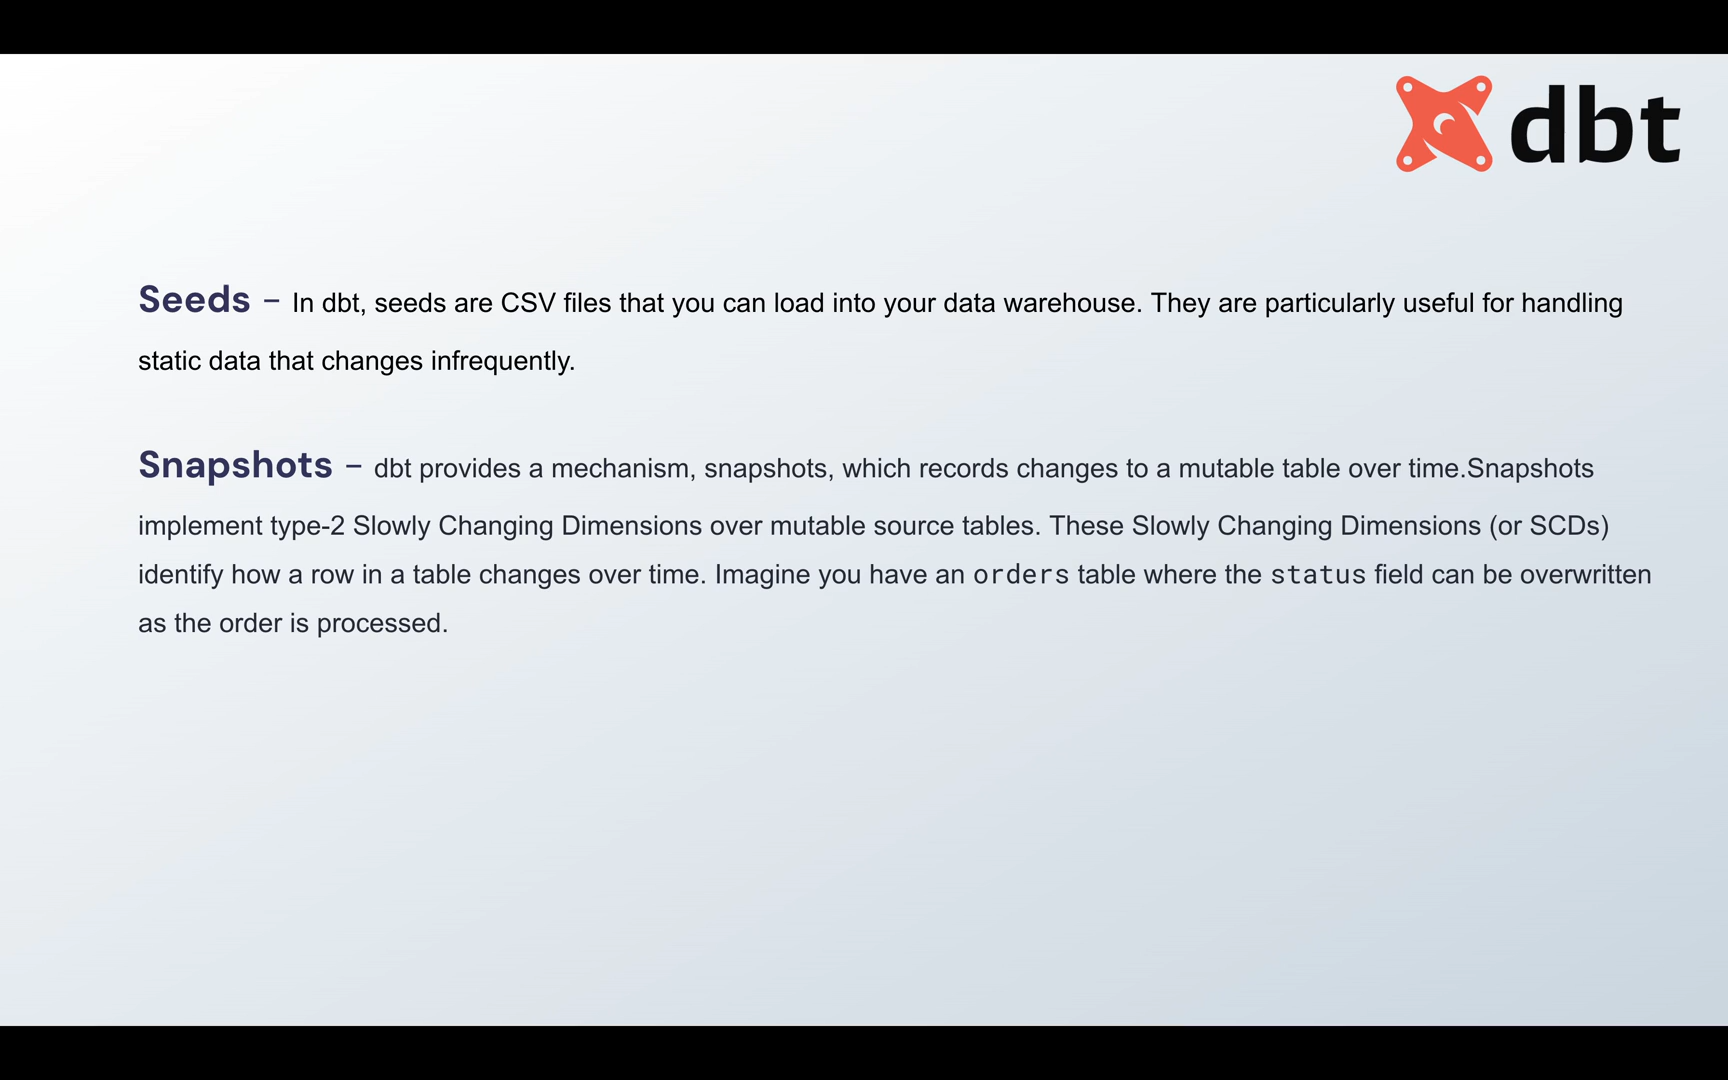 dbt
Seeds – In dbt, seeds are CSV files that you can load into your data warehouse. They are particularly useful for handling
static data that changes infrequently.
Snapshots – dbt provides a mechanism, snapshots, which records changes to a mutable table over time.Snapshots
implement type-2 Slowly Changing Dimensions over mutable source tables. These Slowly Changing Dimensions (or SCDs)
identify how a row in a table changes over time. Imagine you have an orders table where the status field can be overwritten
as the order is processed.